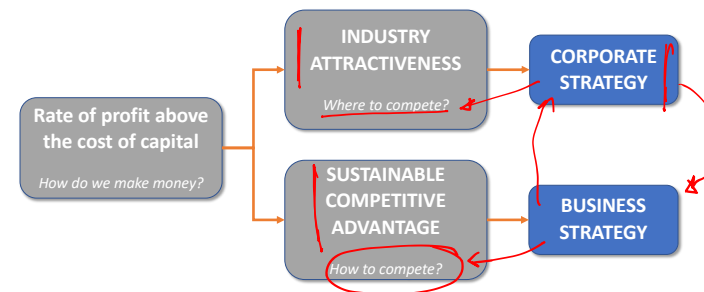 Rate of profit above
the cost of capital
How do we make money?
INDUSTRY
ATTRACTIVENESS
Where to compete?
CORPORATE
STRATEGY
SUSTAINABLE
COMPETITIVE
ADVANTAGE
How to compete?
BUSINESS
STRATEGY